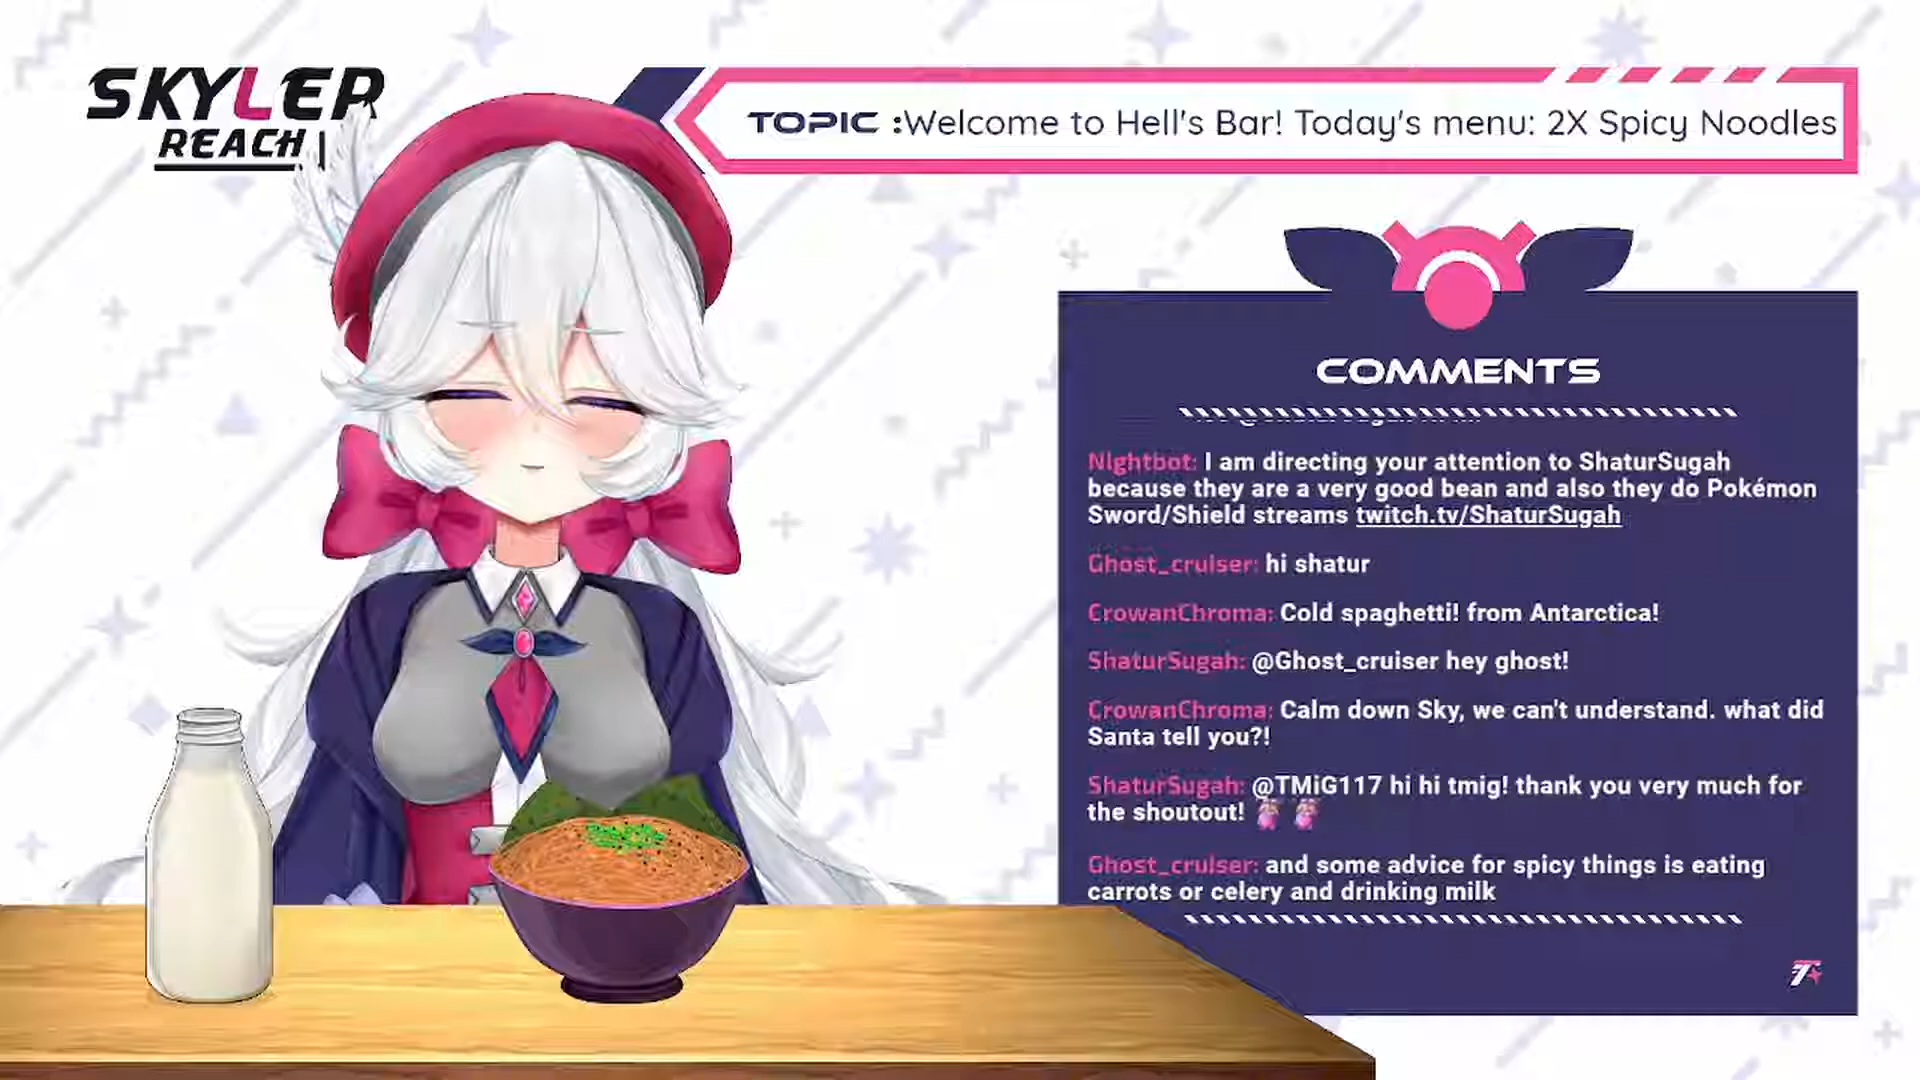 SKYLER
REACH
TOPIC :Welcome to Hell's Bar! Today's menu: 2X Spicy Noodles
COMMENTS
Nightbot: I am directing your attention to ShaturSugah
because they are a very good bean and also they do Pokémon
Sword/Shield streams twitch.tv/ShaturSugah
Ghost_cruiser: hi shatur
CrowanChroma: Cold spaghetti! from Antarctica!
ShaturSugah: @Ghost_cruiser hey ghost!
CrowanChroma: Calm down Sky, we can't understand. what did
Santa tell you?!
ShaturSugah: @TMiG117 hi hi tmig! thank you very much for
the shoutout!
Ghost_cruiser: and some advice for spicy things is eating
carrots or celery and drinking milk